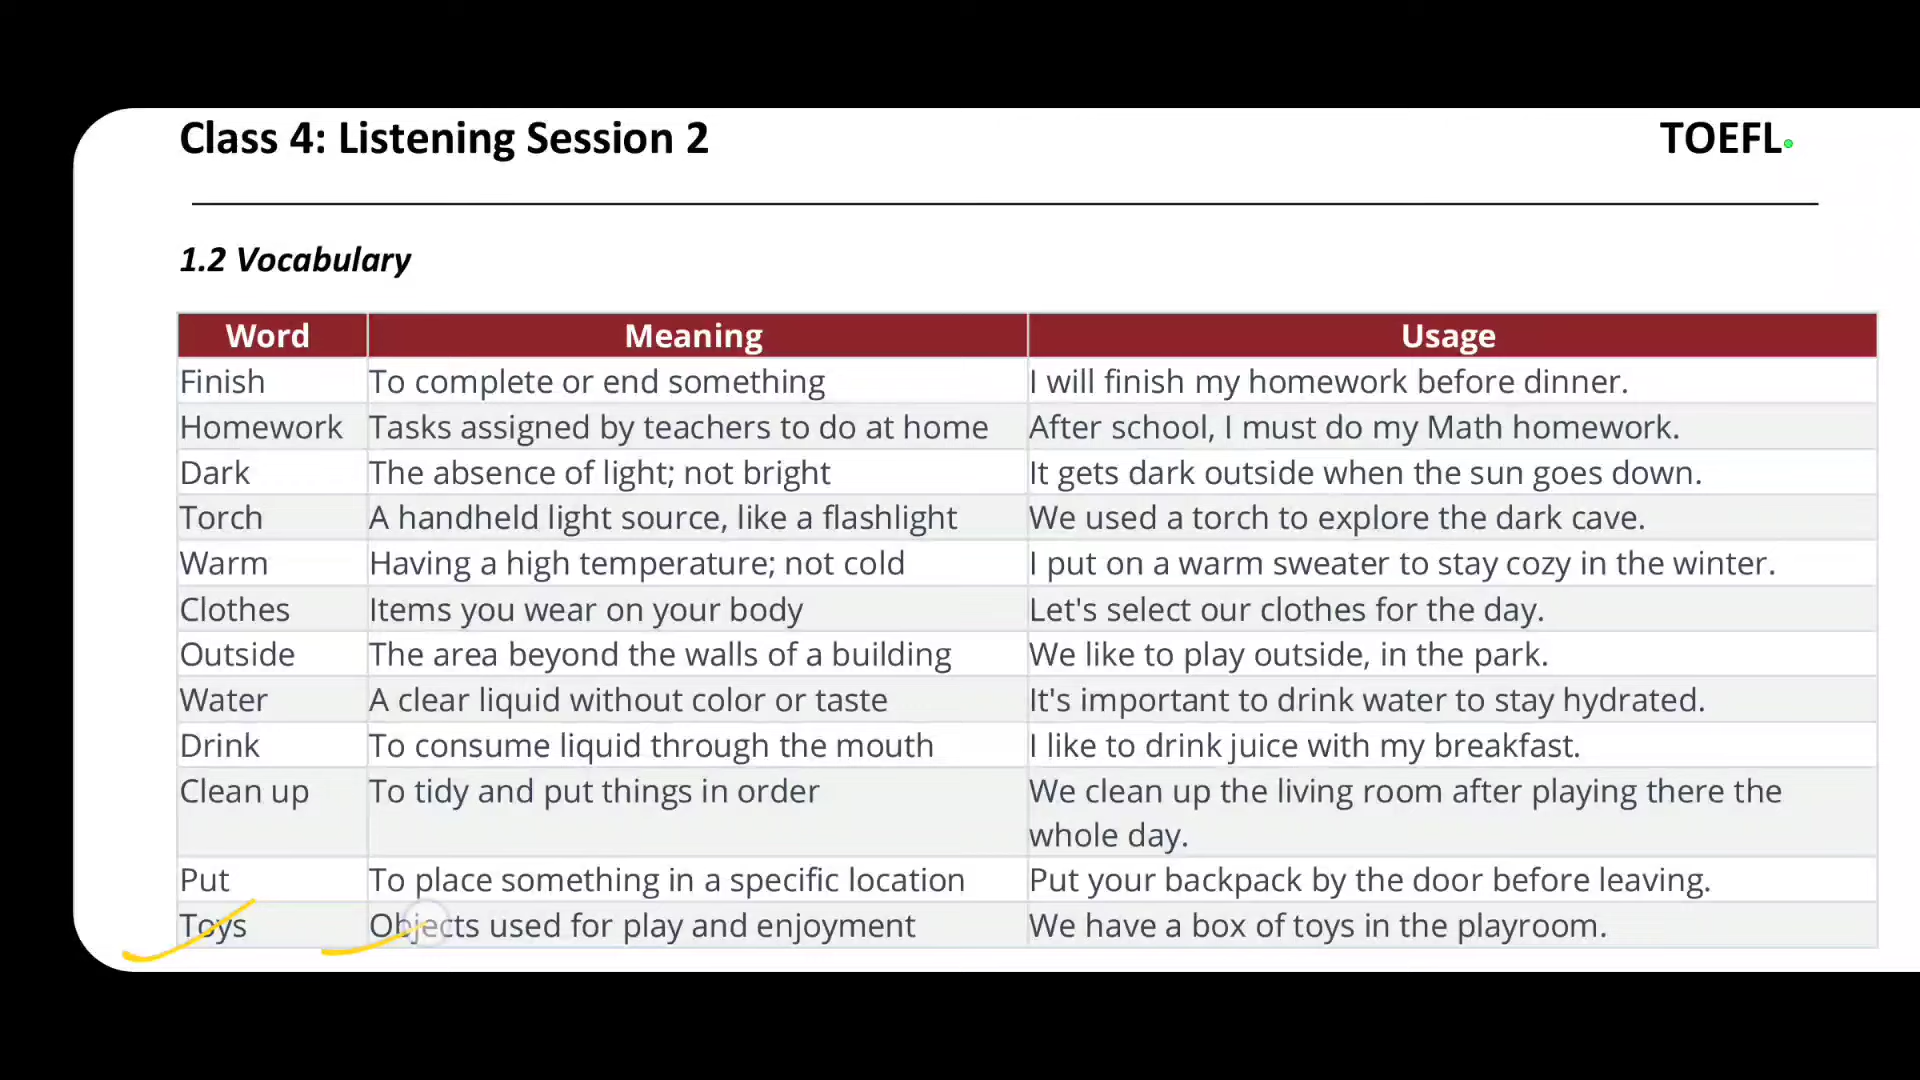 Class 4: Listening Session 2
TOEFL
1.2 Vocabulary
Word Meaning Usage
Finish To complete or end something I will finish my homework before dinner.
Homework Tasks assigned by teachers to do at home After school, I must do my Math homework.
Dark The absence of light; not bright It gets dark outside when the sun goes down.
Torch A handheld light source, like a flashlight We used a torch to explore the dark cave.
Warm Having a high temperature; not cold I put on a warm sweater to stay cozy in the winter.
Clothes Items you wear on your body Let's select our clothes for the day.
Outside The area beyond the walls of a building We like to play outside, in the park.
Water A clear liquid without color or taste It's important to drink water to stay hydrated.
Drink To consume liquid through the mouth I like to drink juice with my breakfast.
Clean up To tidy and put things in order We clean up the living room after playing there the
whole day.
Put To place something in a specific location Put your backpack by the door before leaving.
Toys Objects used for play and enjoyment We have a box of toys in the playroom.